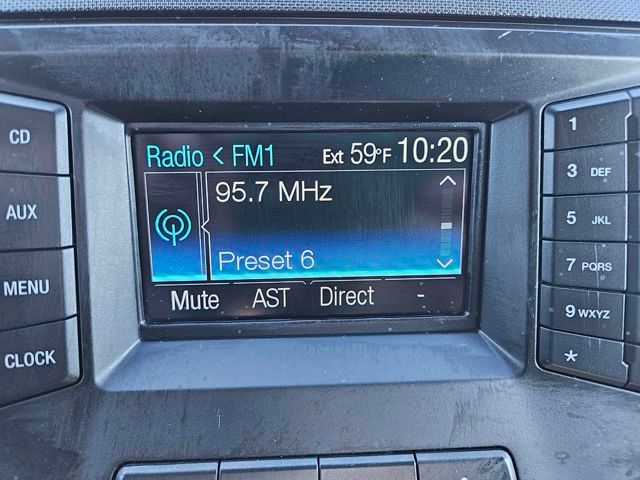 Radio < FM1 Ext 59°F 10:20
95.7 MHz
Preset 6
Mute AST Direct -
CD
AUX
MENU
CLOCK
1
3 DEF
5 JKL
7 PQRS
9 WXYZ
*